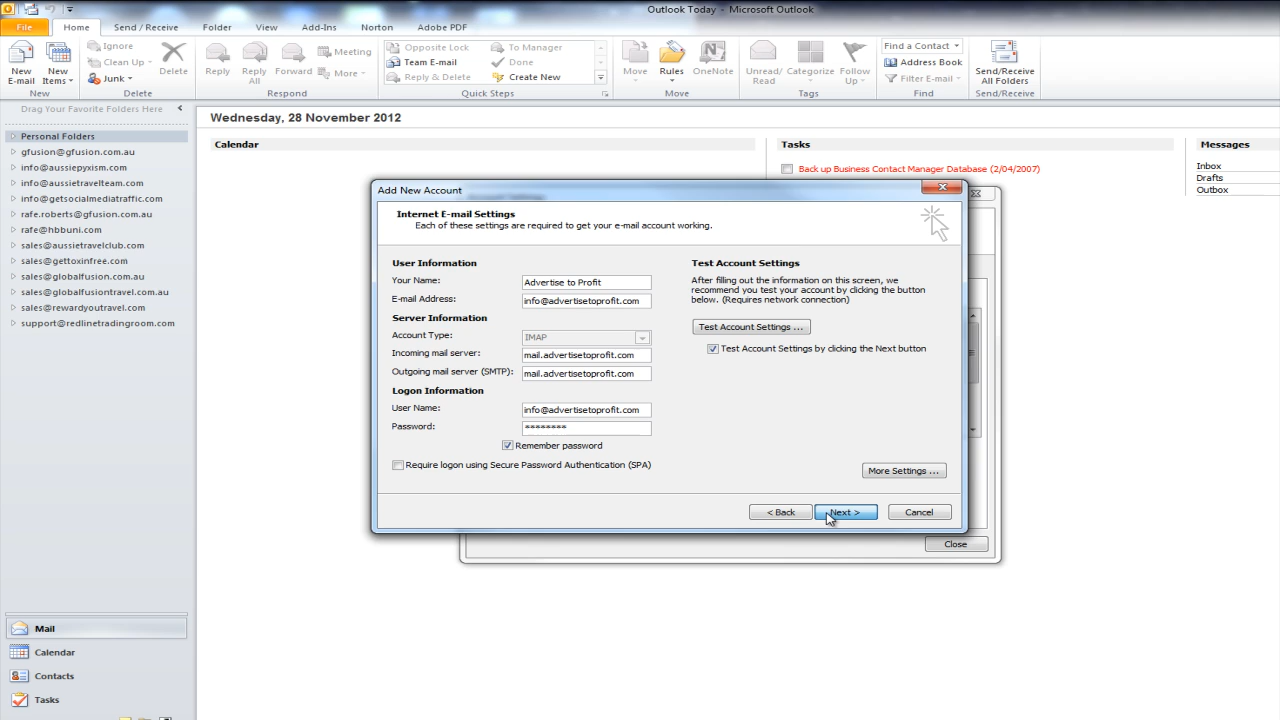 Outlook Today - Microsoft Outlook
File Home Send / Receive Folder View Add-Ins Norton Adobe PDF
New E-mail
New Items
Ignore
Clean Up
Junk
Delete
Reply
Reply All
Forward
Meeting
More
Opposite Lock
Team E-mail
Reply & Delete
To Manager
Done
Create New
Move
Rules
OneNote
Unread/ Read
Categorize
Follow Up
Find a Contact
Address Book
Filter E-mail
Send/Receive All Folders
New Delete Respond Quick Steps Move Tags Find Send/Receive
Drag Your Favorite Folders Here
Personal Folders
gfusion@gfusion.com.au
info@aussiepyxism.com
info@aussietravelteam.com
info@getsocialmediatraffic.com
rafe.roberts@gfusion.com.au
rafe@hbbuni.com
sales@aussietravelclub.com
sales@gettoxinfree.com
sales@globalfusion.com.au
sales@globalfusiontravel.com.au
sales@rewardyoutravel.com
support@redlinetradingroom.com
Mail
Calendar
Contacts
Tasks
Wednesday, 28 November 2012
Calendar
Tasks
Back up Business Contact Manager Database (2/04/2007)
Messages
Inbox
Drafts
Outbox
Add New Account
Internet E-mail Settings
Each of these settings are required to get your e-mail account working.
User Information
Your Name: Advertise to Profit
E-mail Address: info@advertisetoprofit.com
Server Information
Account Type: IMAP
Incoming mail server: mail.advertisetoprofit.com
Outgoing mail server (SMTP): mail.advertisetoprofit.com
Logon Information
User Name: info@advertisetoprofit.com
Password: ********
Remember password
Require logon using Secure Password Authentication (SPA)
Test Account Settings
After filling out the information on this screen, we
recommend you test your account by clicking the button
below. (Requires network connection)
Test Account Settings ...
Test Account Settings by clicking the Next button
More Settings ...
< Back Next > Cancel
Close